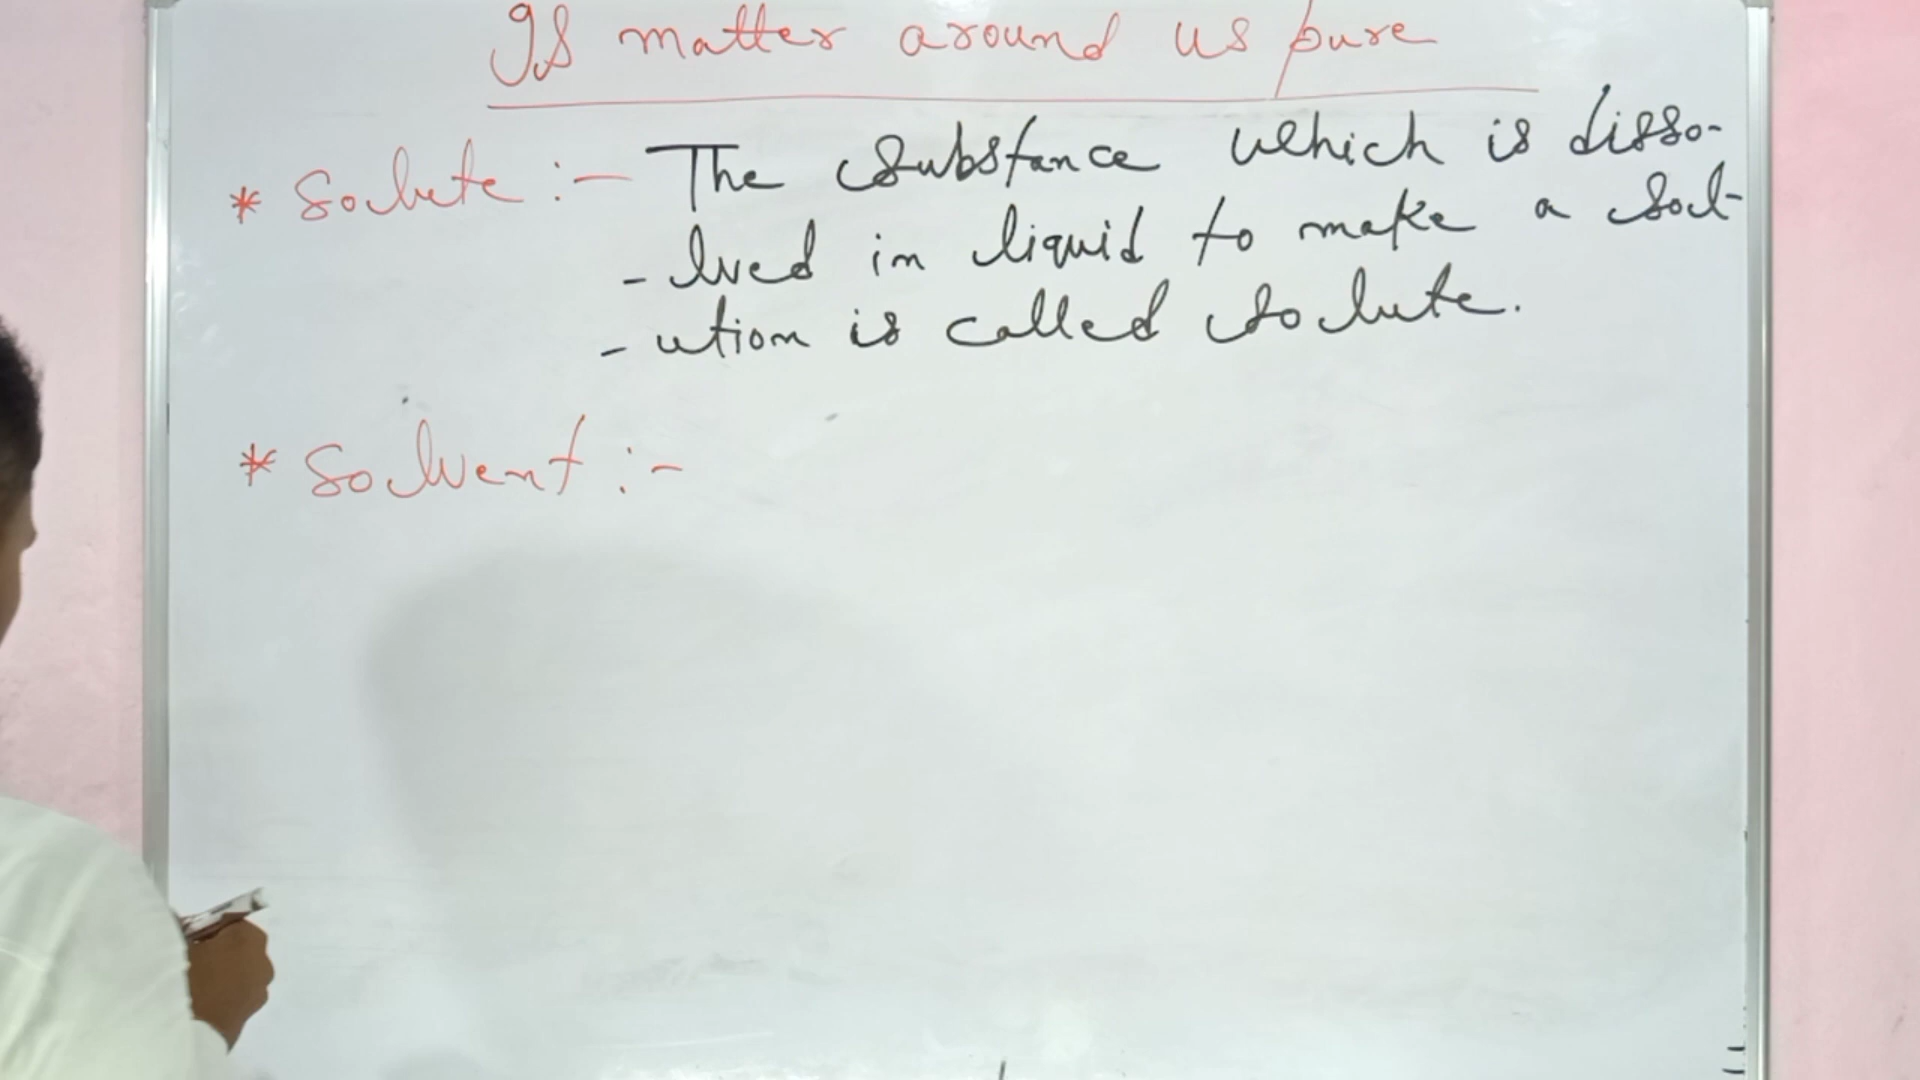 Is matter around us pure
* Solute :- The substance which is disso-
- lved in liquid to make a sol-
- ution is called solute.
* Solvent :-